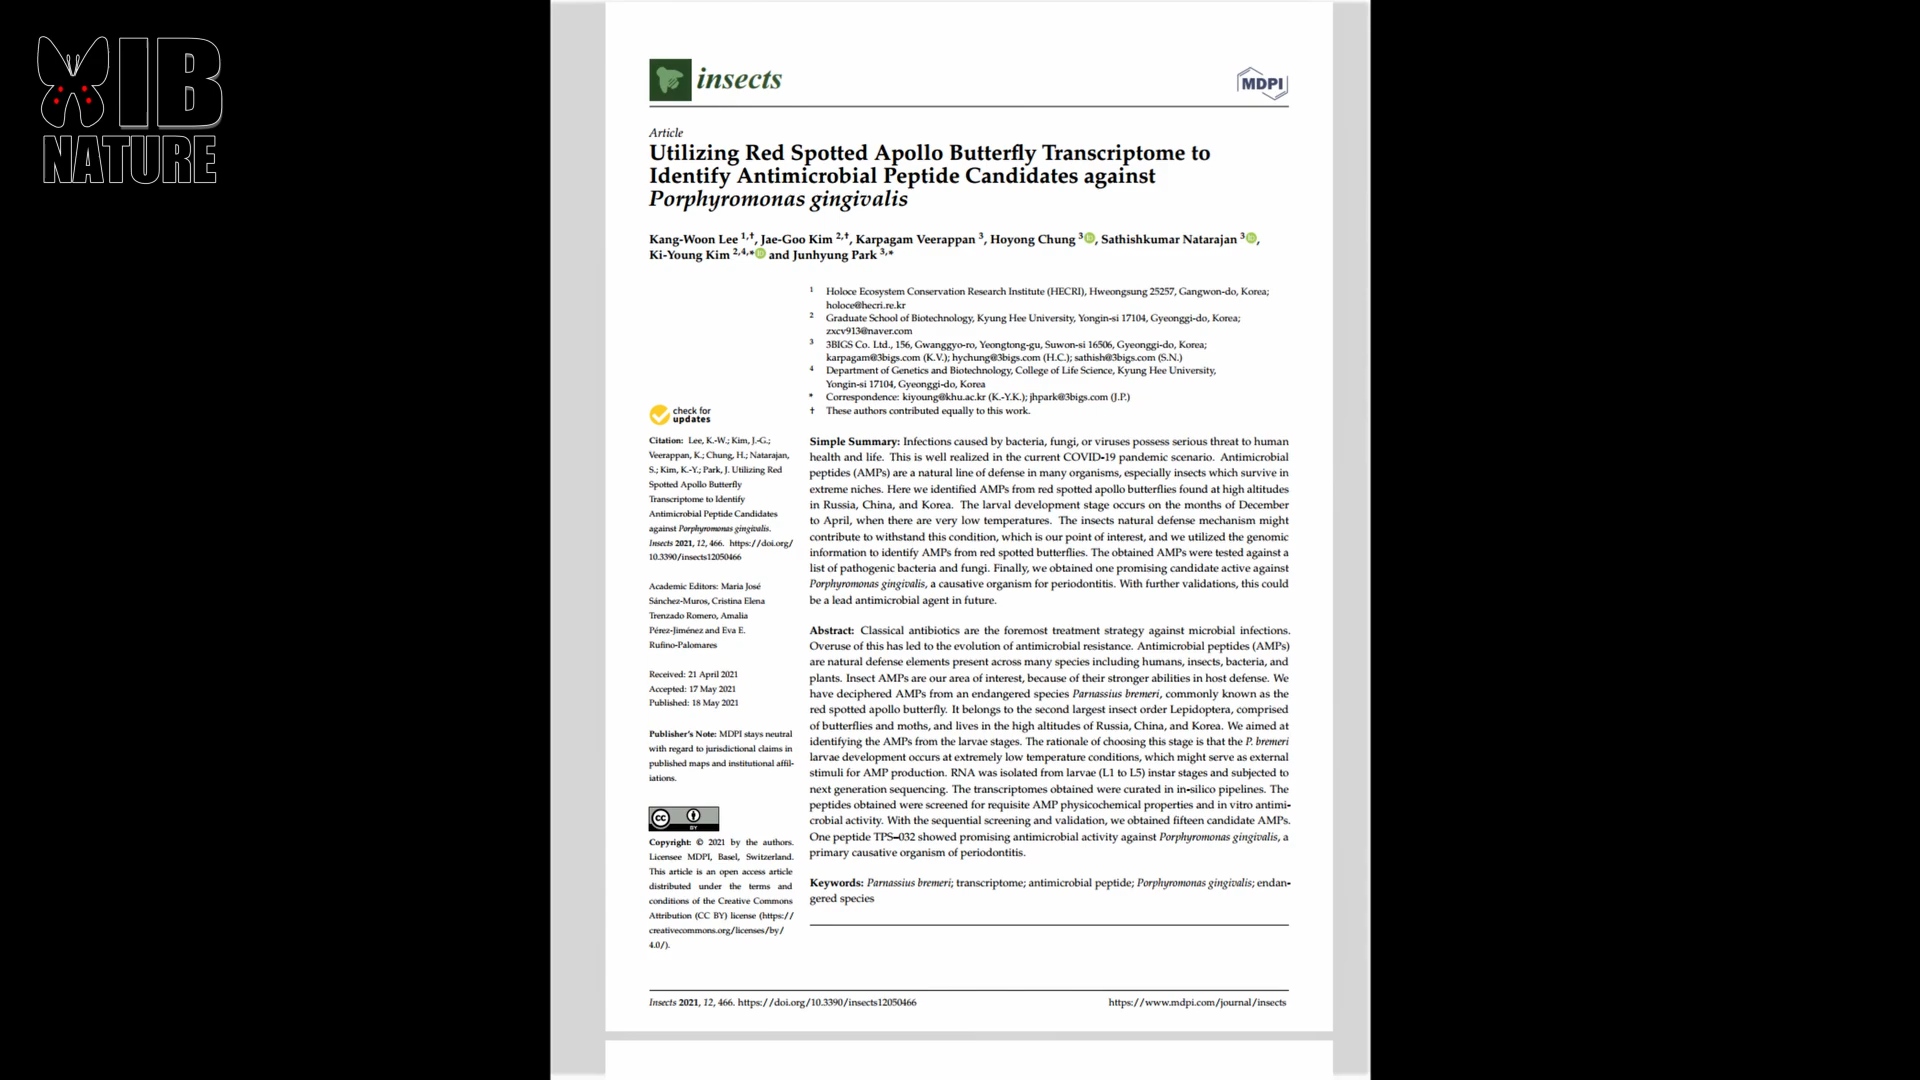 IB
NATURE
insects
MDPI
Article
Utilizing Red Spotted Apollo Butterfly Transcriptome to
Identify Antimicrobial Peptide Candidates against
Porphyromonas gingivalis
Kang-Woon Lee 1,†, Jae-Goo Kim 2,†, Karpagam Veerappan 3, Hoyong Chung 3, Sathishkumar Natarajan 3,
Ki-Young Kim 2,4,* and Junhyung Park 3,*
1 Holoce Ecosystem Conservation Research Institute (HECRI), Hweongsung 25257, Gangwon-do, Korea;
holoce@hecri.re.kr
2 Graduate School of Biotechnology, Kyung Hee University, Yongin-si 17104, Gyeonggi-do, Korea;
zxcv913@naver.com
3 3BIGS Co. Ltd., 156, Gwanggyo-ro, Yeongtong-gu, Suwon-si 16506, Gyeonggi-do, Korea;
karpagam@3bigs.com (K.V.); hychung@3bigs.com (H.C.); sathish@3bigs.com (S.N.)
4 Department of Genetics and Biotechnology, College of Life Science, Kyung Hee University,
Yongin-si 17104, Gyeonggi-do, Korea
* Correspondence: kiyoung@khu.ac.kr (K.-Y.K.); jhpark@3bigs.com (J.P.)
† These authors contributed equally to this work.
check for
updates
Citation: Lee, K.-W.; Kim, J.-G.;
Veerappan, K.; Chung, H.; Natarajan,
S.; Kim, K.-Y.; Park, J. Utilizing Red
Spotted Apollo Butterfly
Transcriptome to Identify
Antimicrobial Peptide Candidates
against Porphyromonas gingivalis.
Insects 2021, 12, 466. https://doi.org/
10.3390/insects12050466
Academic Editors: Maria José
Sánchez-Muros, Cristina Elena
Trenzado Romero, Amalia
Pérez-Jiménez and Eva E.
Rufino-Palomares
Received: 21 April 2021
Accepted: 17 May 2021
Published: 18 May 2021
Publisher's Note: MDPI stays neutral
with regard to jurisdictional claims in
published maps and institutional affil-
iations.
cc
BY
Copyright: © 2021 by the authors.
Licensee MDPI, Basel, Switzerland.
This article is an open access article
distributed under the terms and
conditions of the Creative Commons
Attribution (CC BY) license (https://
creativecommons.org/licenses/by/
4.0/).
Simple Summary: Infections caused by bacteria, fungi, or viruses possess serious threat to human
health and life. This is well realized in the current COVID-19 pandemic scenario. Antimicrobial
peptides (AMPs) are a natural line of defense in many organisms, especially insects which survive in
extreme niches. Here we identified AMPs from red spotted apollo butterflies found at high altitudes
in Russia, China, and Korea. The larval development stage occurs on the months of December
to April, when there are very low temperatures. The insects natural defense mechanism might
contribute to withstand this condition, which is our point of interest, and we utilized the genomic
information to identify AMPs from red spotted butterflies. The obtained AMPs were tested against a
list of pathogenic bacteria and fungi. Finally, we obtained one promising candidate active against
Porphyromonas gingivalis, a causative organism for periodontitis. With further validations, this could
be a lead antimicrobial agent in future.
Abstract: Classical antibiotics are the foremost treatment strategy against microbial infections.
Overuse of this has led to the evolution of antimicrobial resistance. Antimicrobial peptides (AMPs)
are natural defense elements present across many species including humans, insects, bacteria, and
plants. Insect AMPs are our area of interest, because of their stronger abilities in host defense. We
have deciphered AMPs from an endangered species Parnassius bremeri, commonly known as the
red spotted apollo butterfly. It belongs to the second largest insect order Lepidoptera, comprised
of butterflies and moths, and lives in the high altitudes of Russia, China, and Korea. We aimed at
identifying the AMPs from the larvae stages. The rationale of choosing this stage is that the P. bremeri
larvae development occurs at extremely low temperature conditions, which might serve as external
stimuli for AMP production. RNA was isolated from larvae (L1 to L5) instar stages and subjected to
next generation sequencing. The transcriptomes obtained were curated in in-silico pipelines. The
peptides obtained were screened for requisite AMP physicochemical properties and in vitro antimi-
crobial activity. With the sequential screening and validation, we obtained fifteen candidate AMPs.
One peptide TPS–032 showed promising antimicrobial activity against Porphyromonas gingivalis, a
primary causative organism of periodontitis.
Keywords: Parnassius bremeri; transcriptome; antimicrobial peptide; Porphyromonas gingivalis; endan-
gered species
Insects 2021, 12, 466. https://doi.org/10.3390/insects12050466
https://www.mdpi.com/journal/insects